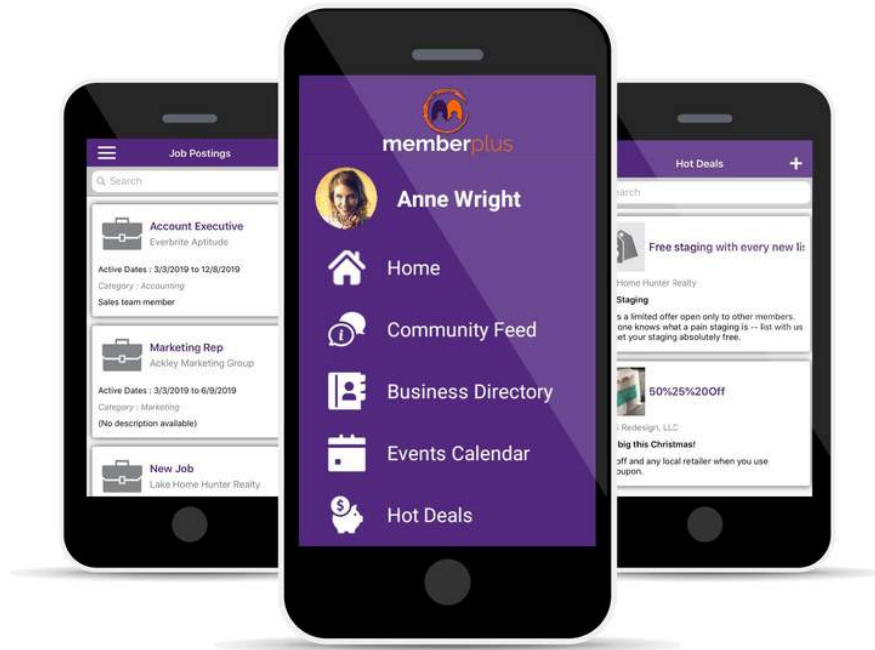 Job Postings
Search
Account Executive
Everbrite Aptitude
Active Dates : 3/3/2019 to 12/8/2019
Category : Accounting
Sales team member
Marketing Rep
Ackley Marketing Group
Active Dates : 3/3/2019 to 6/9/2019
Category : Marketing
(No description available)
New Job
Lake Home Hunter Realty
memberplus
Anne Wright
Home
Community Feed
Business Directory
Events Calendar
Hot Deals
Hot Deals
+
earch
Free staging with every new lis
Home Hunter Realty
Staging
s a limited offer open only to other members.
one knows what a pain staging is -- list with us
et your staging absolutely free.
50%25%20Off
Redesign, LLC
big this Christmas!
off and any local retailer when you use
oupon.